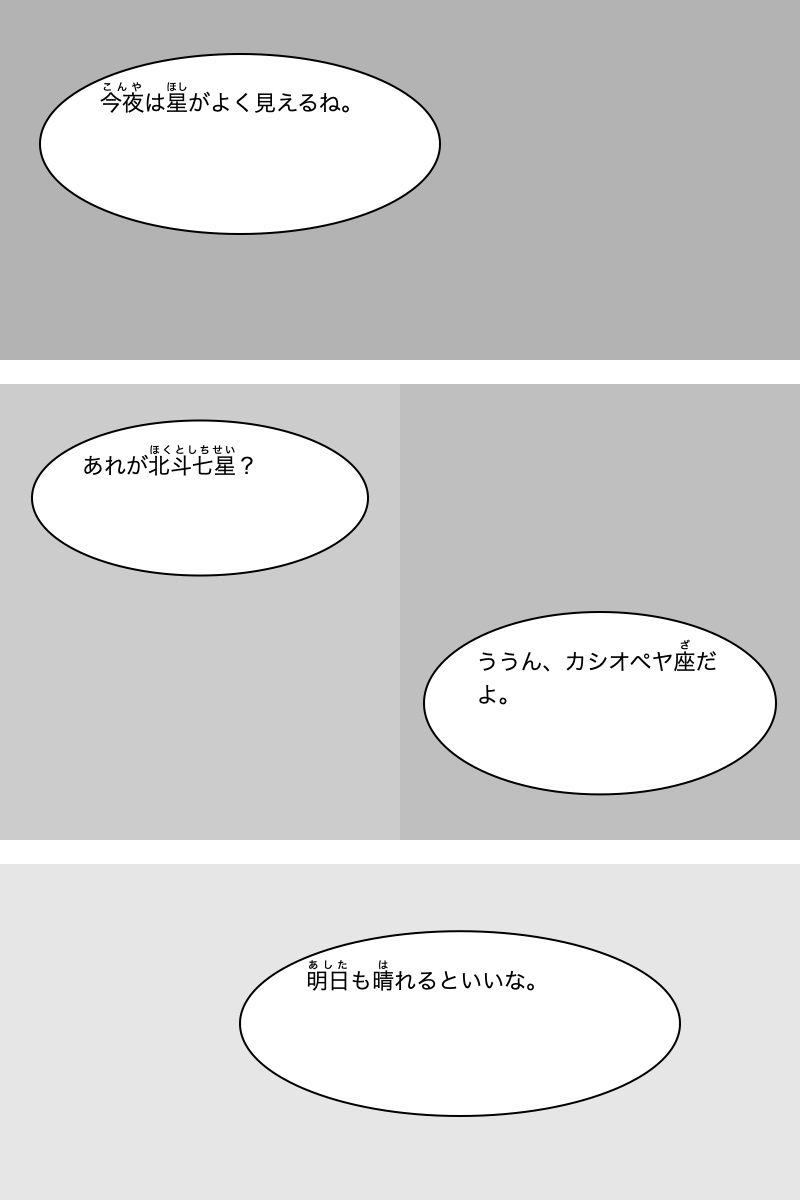 今夜は星がよく見えるね。
あれが北斗七星？
ううん、カシオペヤ座だ
よ。
明日も晴れるといいな。